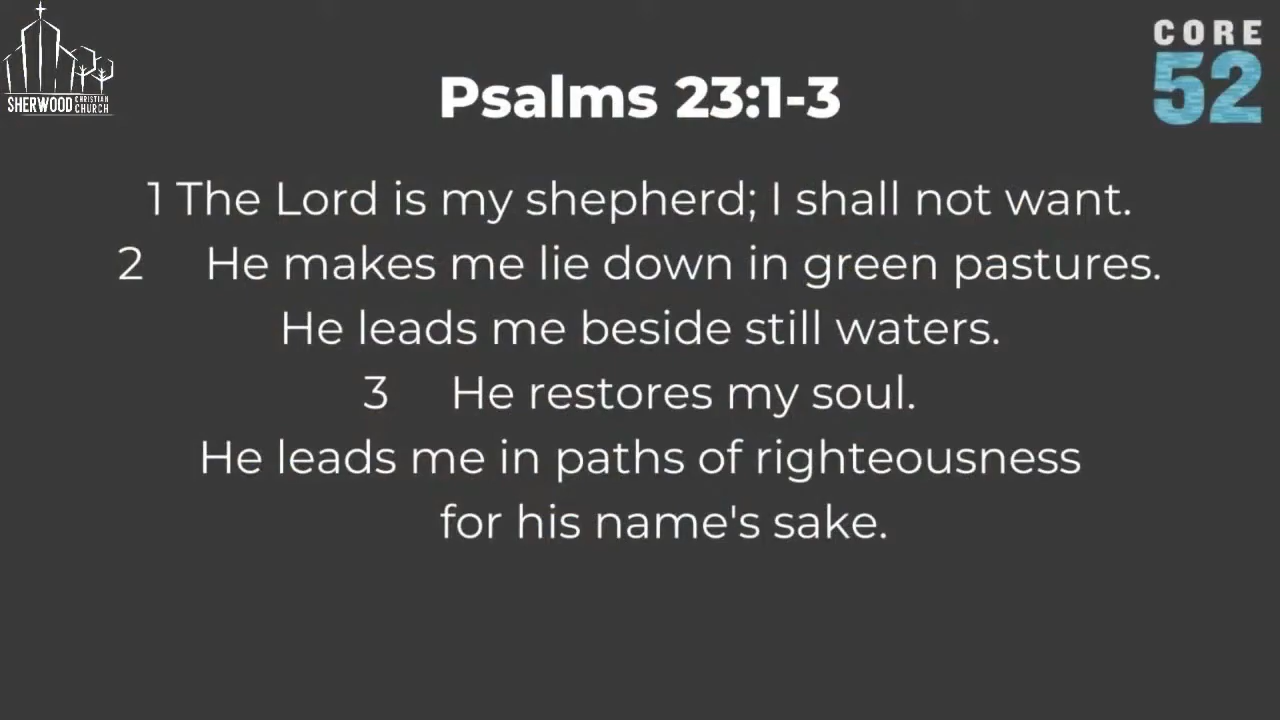 SHERWOOD CHRISTIAN CHURCH
CORE
52
Psalms 23:1-3
1 The Lord is my shepherd; I shall not want.
2 He makes me lie down in green pastures.
He leads me beside still waters.
3 He restores my soul.
He leads me in paths of righteousness
for his name's sake.